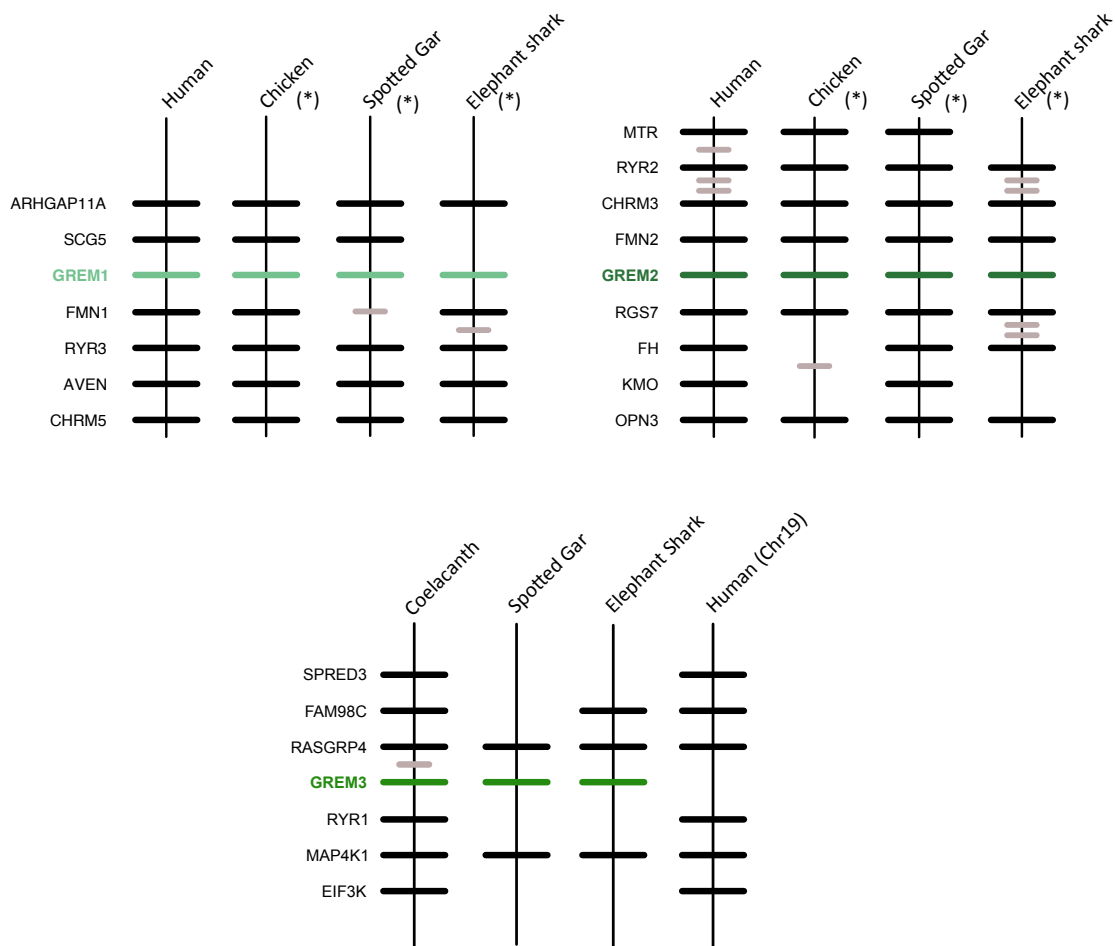 Human
Chicken
(*)
Spotted Gar
(*)
Elephant shark
(*)
ARHGAP11A
SCG5
GREM1
FMN1
RYR3
AVEN
CHRM5
Human
Chicken
(*)
Spotted Gar
(*)
Elephant shark
(*)
MTR
RYR2
CHRM3
FMN2
GREM2
RGS7
FH
KMO
OPN3
Coelacanth
Spotted Gar
Elephant Shark
Human (Chr19)
SPRED3
FAM98C
RASGRP4
GREM3
RYR1
MAP4K1
EIF3K